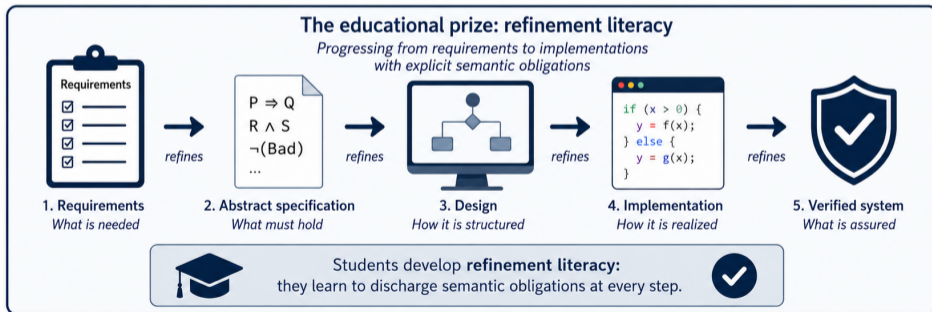 The educational prize: refinement literacy
Progressing from requirements to implementations
with explicit semantic obligations
Requirements
P ⇒ Q
R ∧ S
¬(Bad)
...
if (x > 0) {
y = f(x);
} else {
y = g(x);
}
refines
refines
refines
refines
1. Requirements
What is needed
2. Abstract specification
What must hold
3. Design
How it is structured
4. Implementation
How it is realized
5. Verified system
What is assured
Students develop refinement literacy:
they learn to discharge semantic obligations at every step.